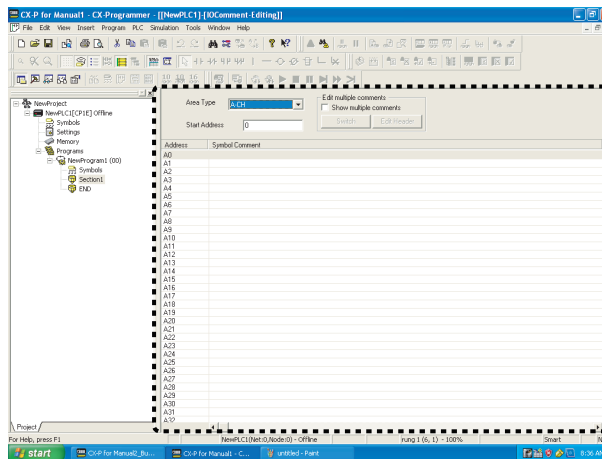 CX-P for Manual1 - CX-Programmer - [[NewPLC1]-[IOComment-Editing]]
File Edit View Insert Program PLC Simulation Tools Window Help
NewProject
NewPLC1[CP1E] Offline
Symbols
Settings
Memory
Programs
NewProgram1 (00)
Symbols
Section1
END
Project
Area Type
A-CH
Start Address
0
Edit multiple comments
Show multiple comments
Switch
Edit Header
Address Symbol Comment
A0
A1
A2
A3
A4
A5
A6
A7
A8
A9
A10
A11
A12
A13
A14
A15
A16
A17
A18
A19
A20
A21
A22
A23
A24
A25
A26
A27
A28
A29
A30
A31
A32
For Help, press F1
NewPLC1(Net:0,Node:0) - Offline
rung 1 (6, 1) - 100%
Smart
start
CX-P for Manual2_Bu...
CX-P for Manual1 - C...
untitled - Paint
8:36 AM